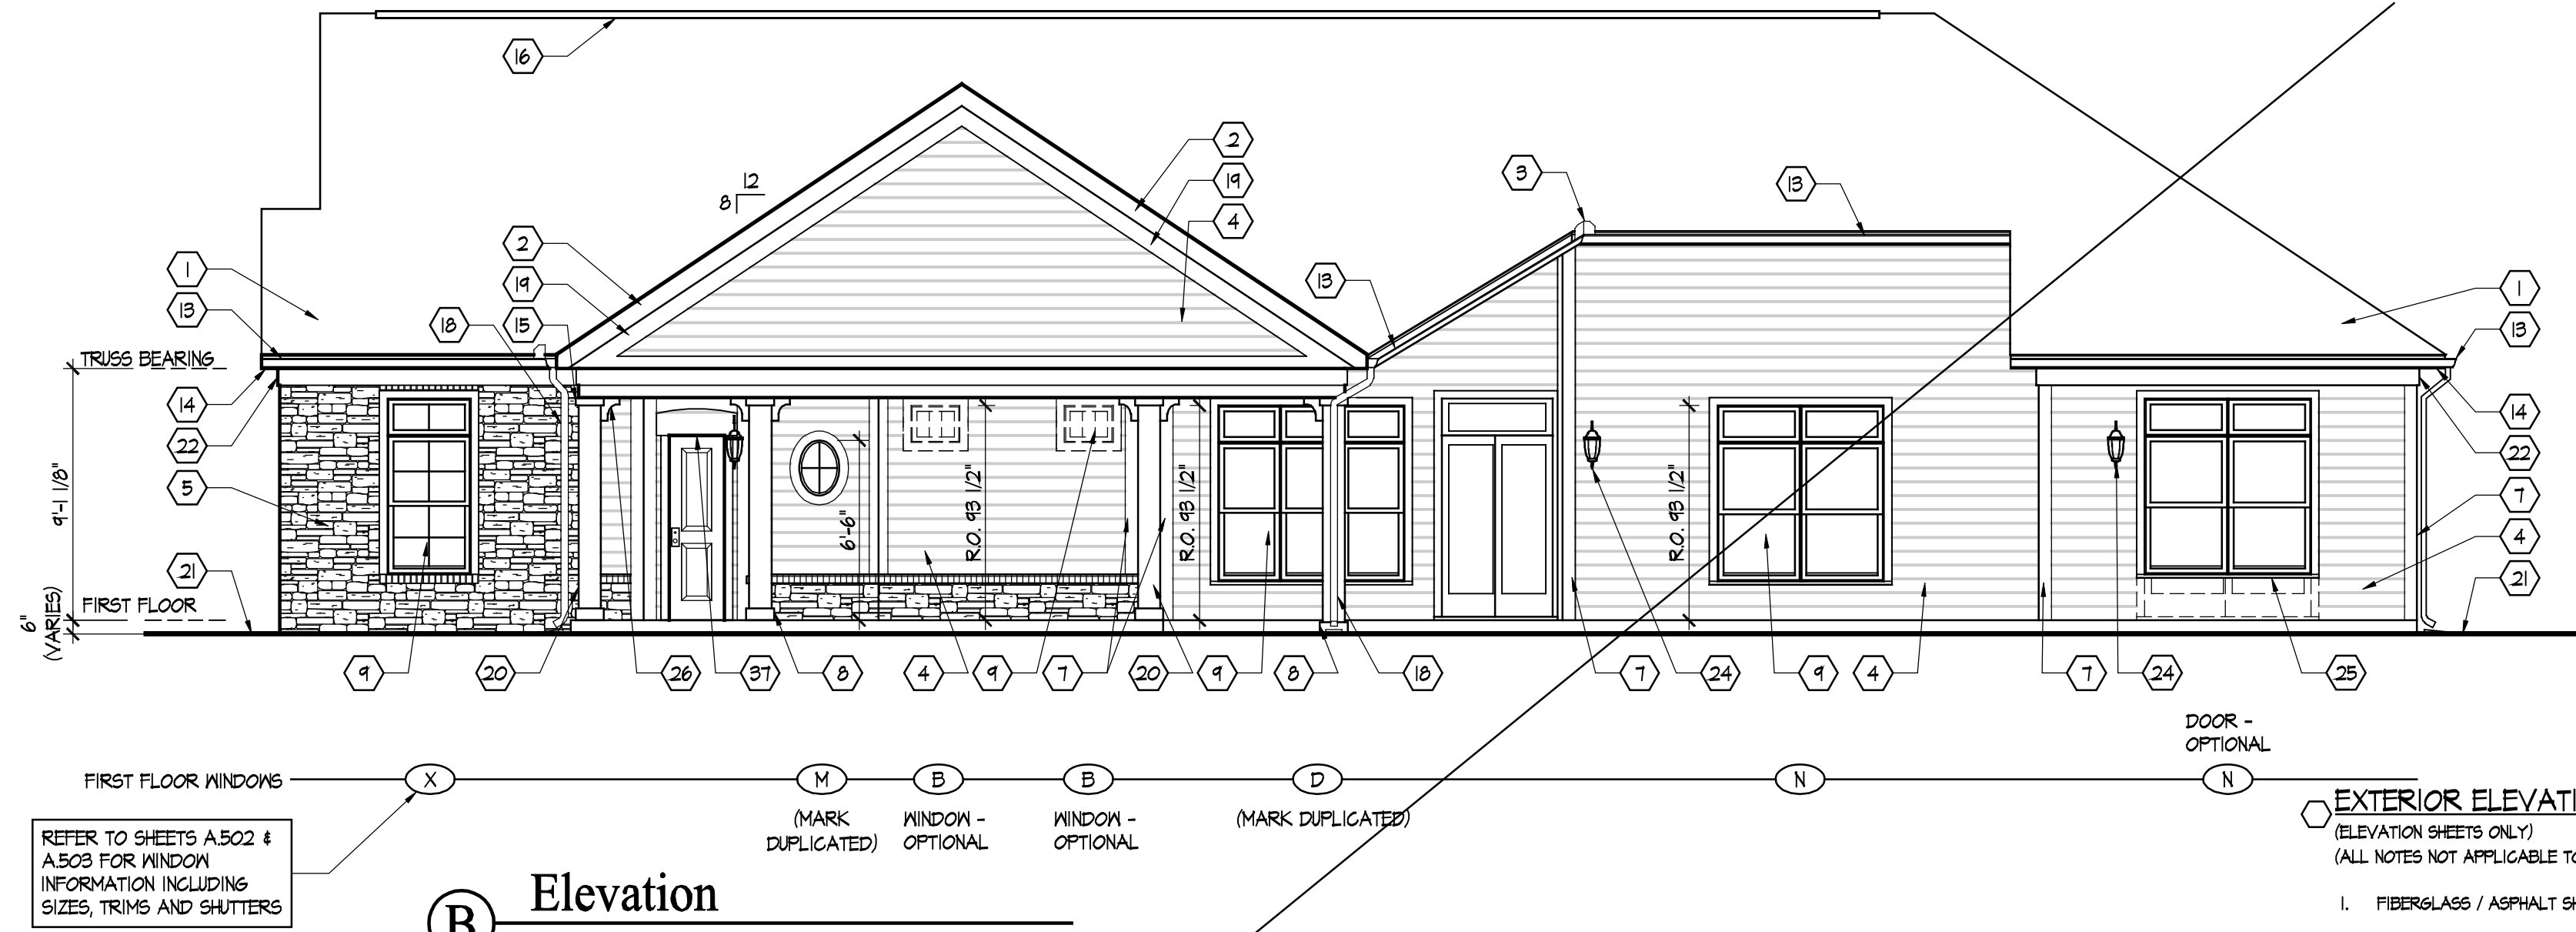 16
2
12
19
3
13
8
4
2
1
19
13
1
13
18
15
13
TRUSS BEARING
14
14
22
22
9'-1 1/8"
5
7
6'-6"
R.O. 93 1/2"
R.O. 93 1/2"
R.O. 93 1/2"
4
21
21
FIRST FLOOR
6"
(VARIES)
9
20
26
37
8
4
9
7
20
9
8
18
7
24
9
4
7
24
25
DOOR -
OPTIONAL
FIRST FLOOR WINDOWS
X
M
B
B
D
N
N
(MARK
DUPLICATED)
WINDOW -
OPTIONAL
WINDOW -
OPTIONAL
(MARK DUPLICATED)
REFER TO SHEETS A.502 &
A.503 FOR WINDOW
INFORMATION INCLUDING
SIZES, TRIMS AND SHUTTERS
B
Elevation
EXTERIOR ELEVATI
(ELEVATION SHEETS ONLY)
(ALL NOTES NOT APPLICABLE TO
1. FIBERGLASS / ASPHALT SH